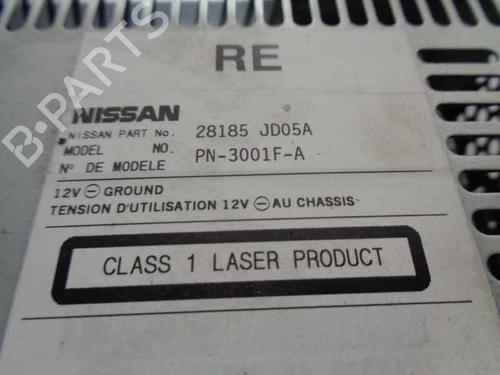 RE
NISSAN
NISSAN PART No. 28185 JD05A
MODEL NO. PN-3001F-A
N° DE MODELE
12V ⊖ GROUND
TENSION D'UTILISATION 12V ⊖ AU CHASSIS
CLASS 1 LASER PRODUCT
B-PARTS